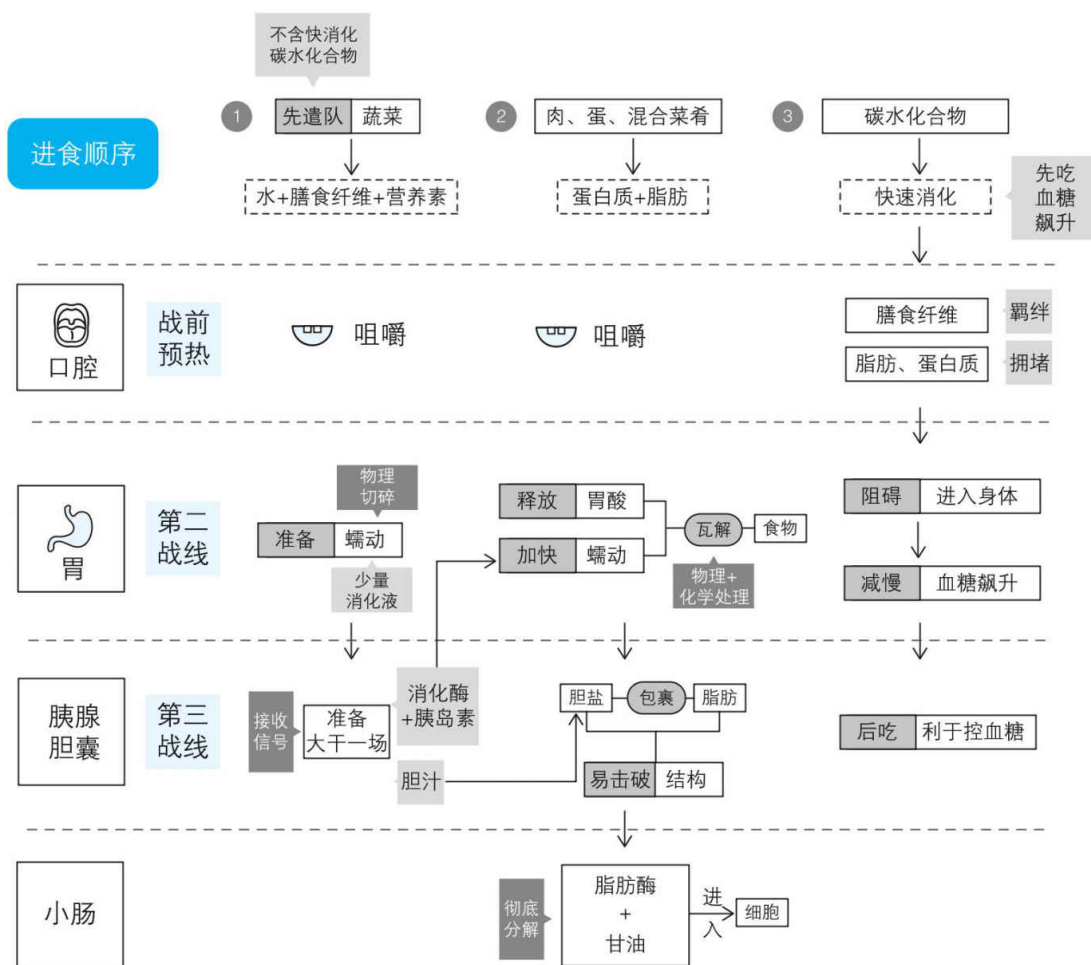 不含快消化
碳水化合物
1 先遣队 蔬菜
2 肉、蛋、混合菜肴
3 碳水化合物
进食顺序
水+膳食纤维+营养素
蛋白质+脂肪
快速消化
先吃
血糖
飙升
口腔
战前
预热
咀嚼
咀嚼
膳食纤维
羁绊
脂肪、蛋白质
拥堵
胃
第二
战线
物理
切碎
准备 蠕动
少量
消化液
释放 胃酸
加快 蠕动
瓦解
食物
物理+
化学处理
阻碍 进入身体
减慢 血糖飙升
胰腺
胆囊
第三
战线
接收
信号
准备
大干一场
消化酶
+胰岛素
胆汁
胆盐
包裹
脂肪
易击破 结构
后吃 利于控血糖
小肠
彻底
分解
脂肪酶
+
甘油
进
入
细胞